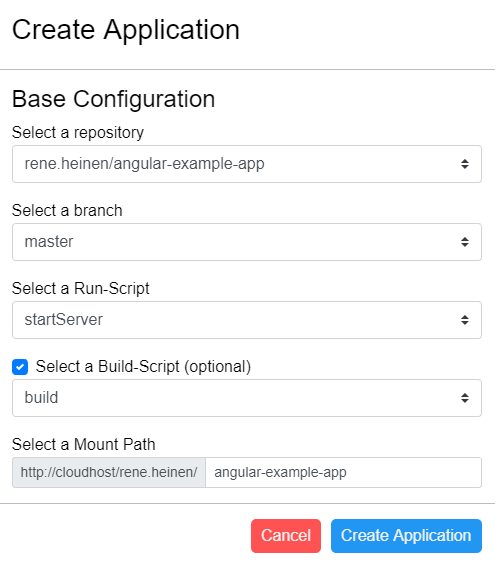 Create Application
Base Configuration
Select a repository
rene.heinen/angular-example-app
Select a branch
master
Select a Run-Script
startServer
Select a Build-Script (optional)
build
Select a Mount Path
http://cloudhost/rene.heinen/ angular-example-app
Cancel Create Application